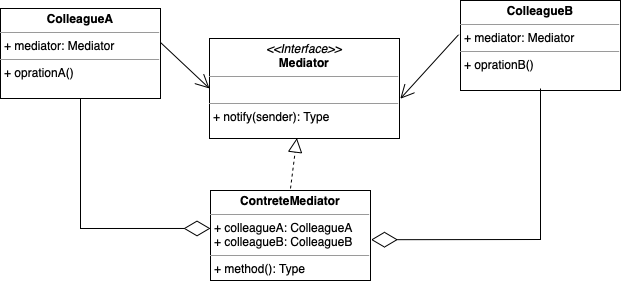 ColleagueA
+ mediator: Mediator
+ oprationA()
<<Interface>>
Mediator
+ notify(sender): Type
ColleagueB
+ mediator: Mediator
+ oprationB()
ContreteMediator
+ colleagueA: ColleagueA
+ colleagueB: ColleagueB
+ method(): Type